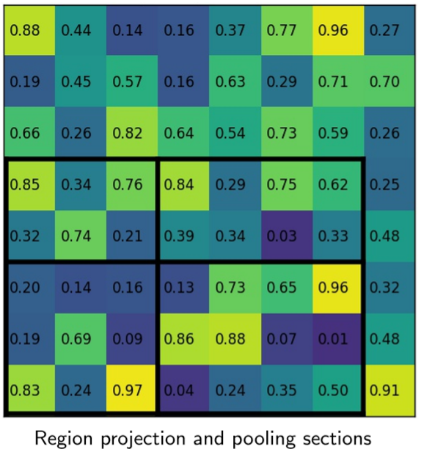 0.88 0.44 0.14 0.16 0.37 0.77 0.96 0.27
0.19 0.45 0.57 0.16 0.63 0.29 0.71 0.70
0.66 0.26 0.82 0.64 0.54 0.73 0.59 0.26
0.85 0.34 0.76 0.84 0.29 0.75 0.62 0.25
0.32 0.74 0.21 0.39 0.34 0.03 0.33 0.48
0.20 0.14 0.16 0.13 0.73 0.65 0.96 0.32
0.19 0.69 0.09 0.86 0.88 0.07 0.01 0.48
0.83 0.24 0.97 0.04 0.24 0.35 0.50 0.91
Region projection and pooling sections